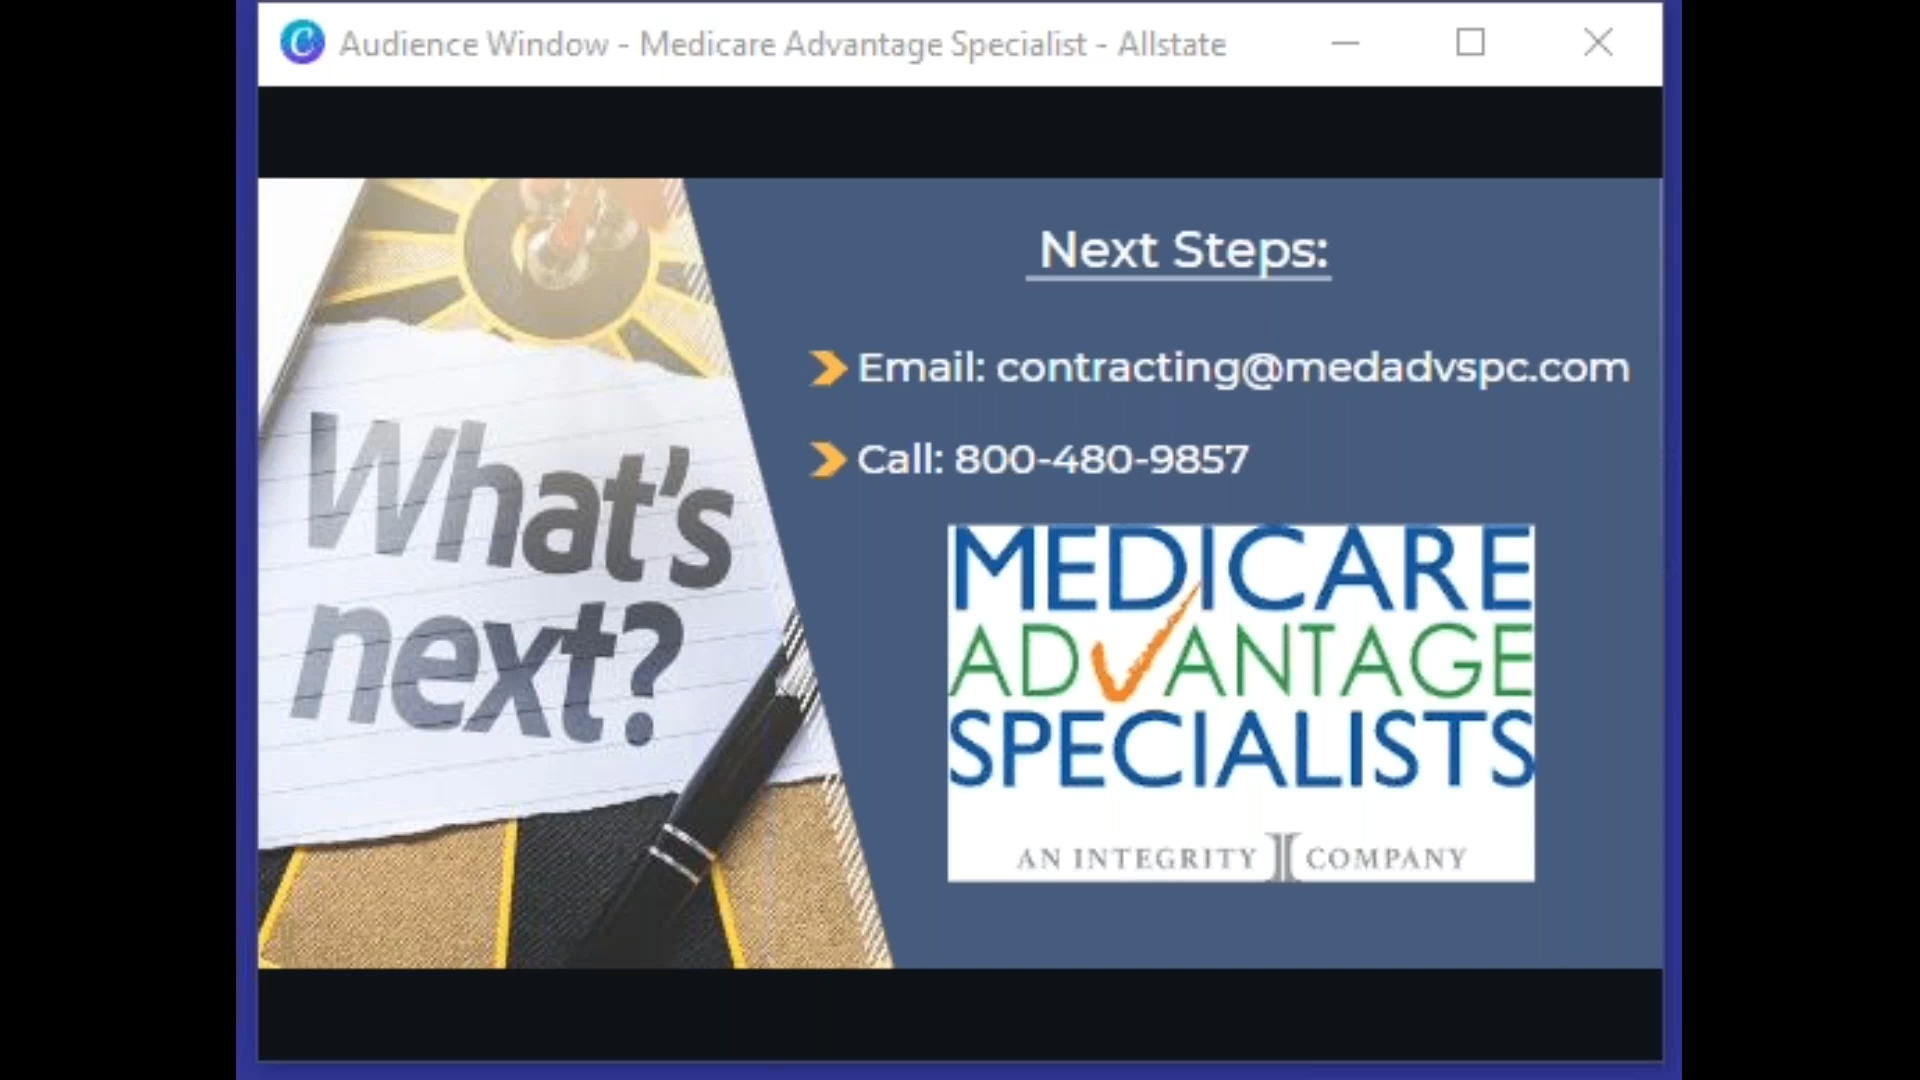 Audience Window - Medicare Advantage Specialist - Allstate
Next Steps:
Email: contracting@medadvspc.com
Call: 800-480-9857
What's
next?
MEDICARE
ADVANTAGE
SPECIALISTS
AN INTEGRITY COMPANY